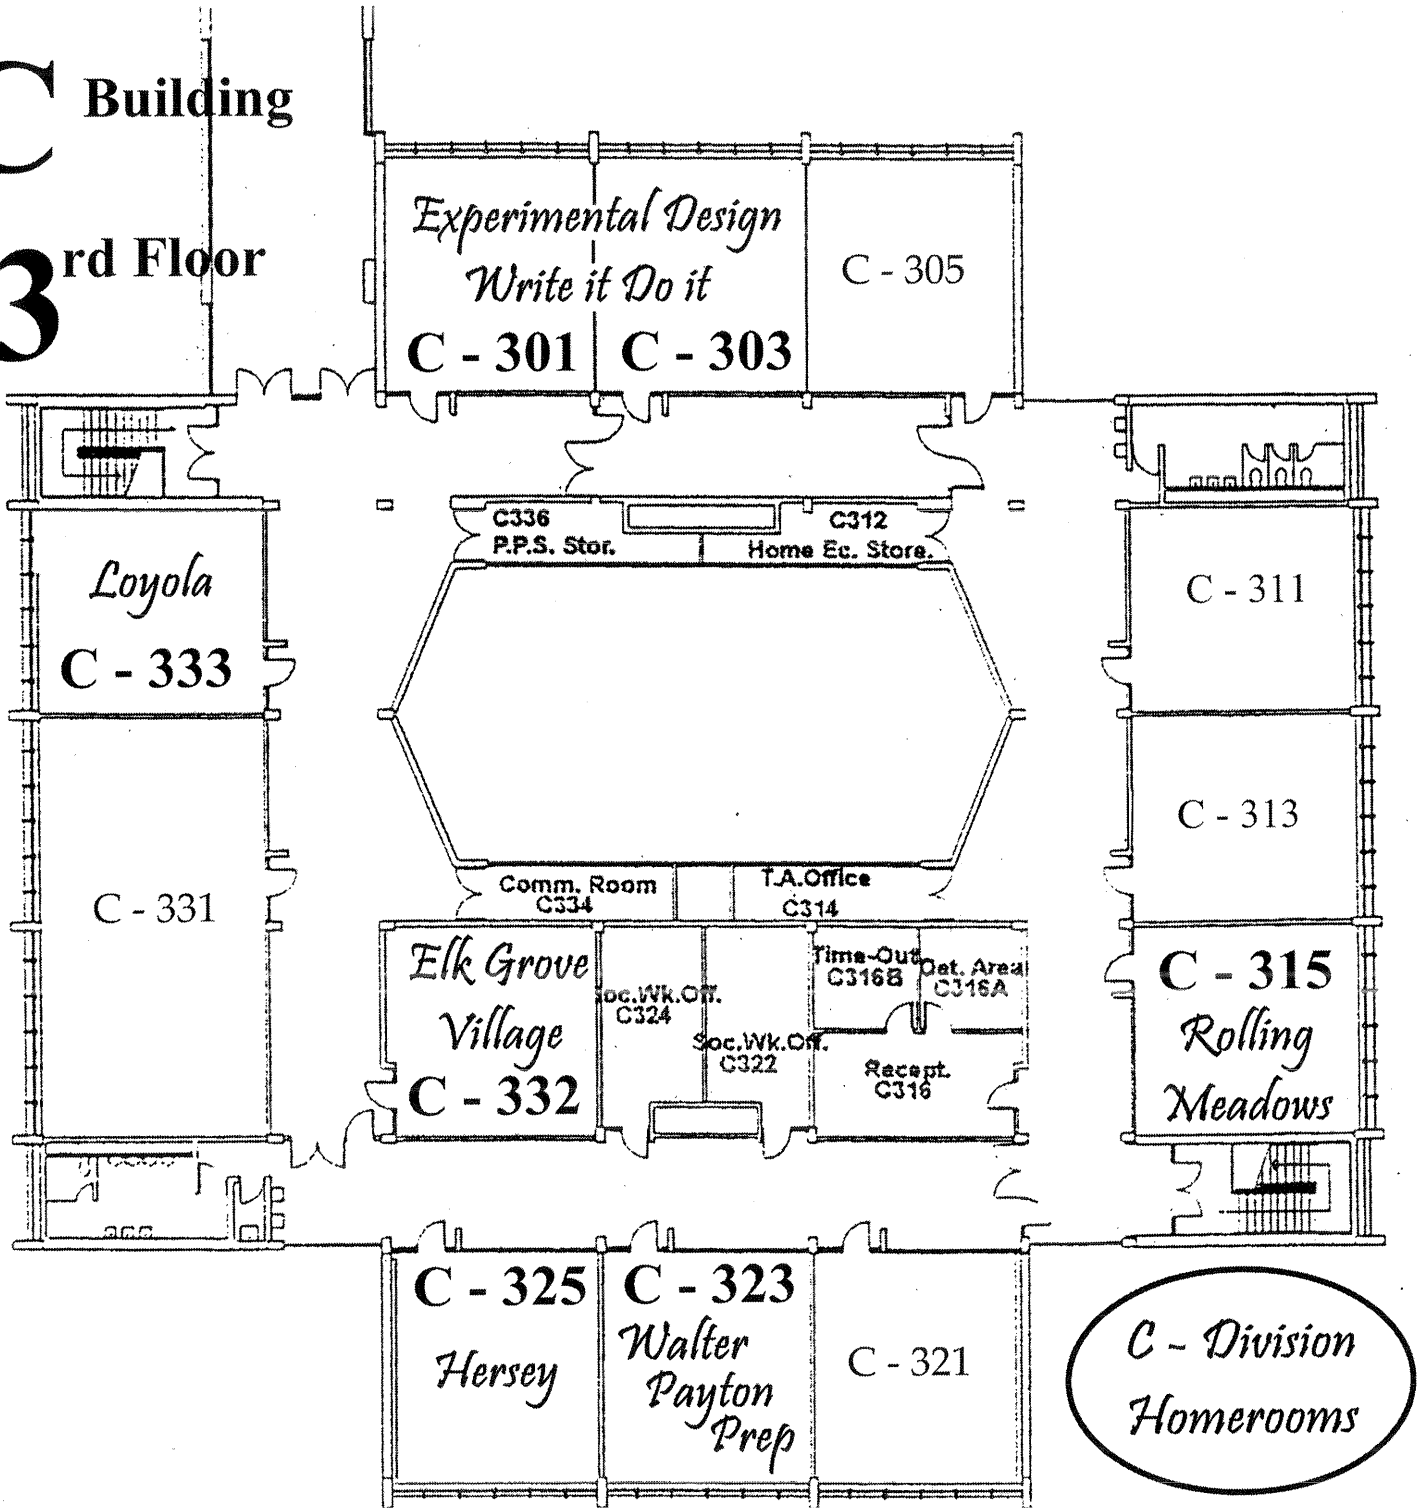 C Building
3rd Floor
Experimental Design
Write it Do it
C - 301
C - 303
C - 305
C336
P.P.S. Stor.
C312
Home Ec. Store.
Loyola
C - 333
C - 311
C - 313
C - 331
Comm. Room
C334
T.A.Office
C314
Elk Grove
Village
C - 332
Soc.Wk.Off.
C324
Soc.Wk.Off.
C322
Time-Out
C316B
Det. Area
C316A
Recept.
C316
C - 315
Rolling
Meadows
C - 325
Hersey
C - 323
Walter
Payton
Prep
C - 321
C - Division
Homerooms